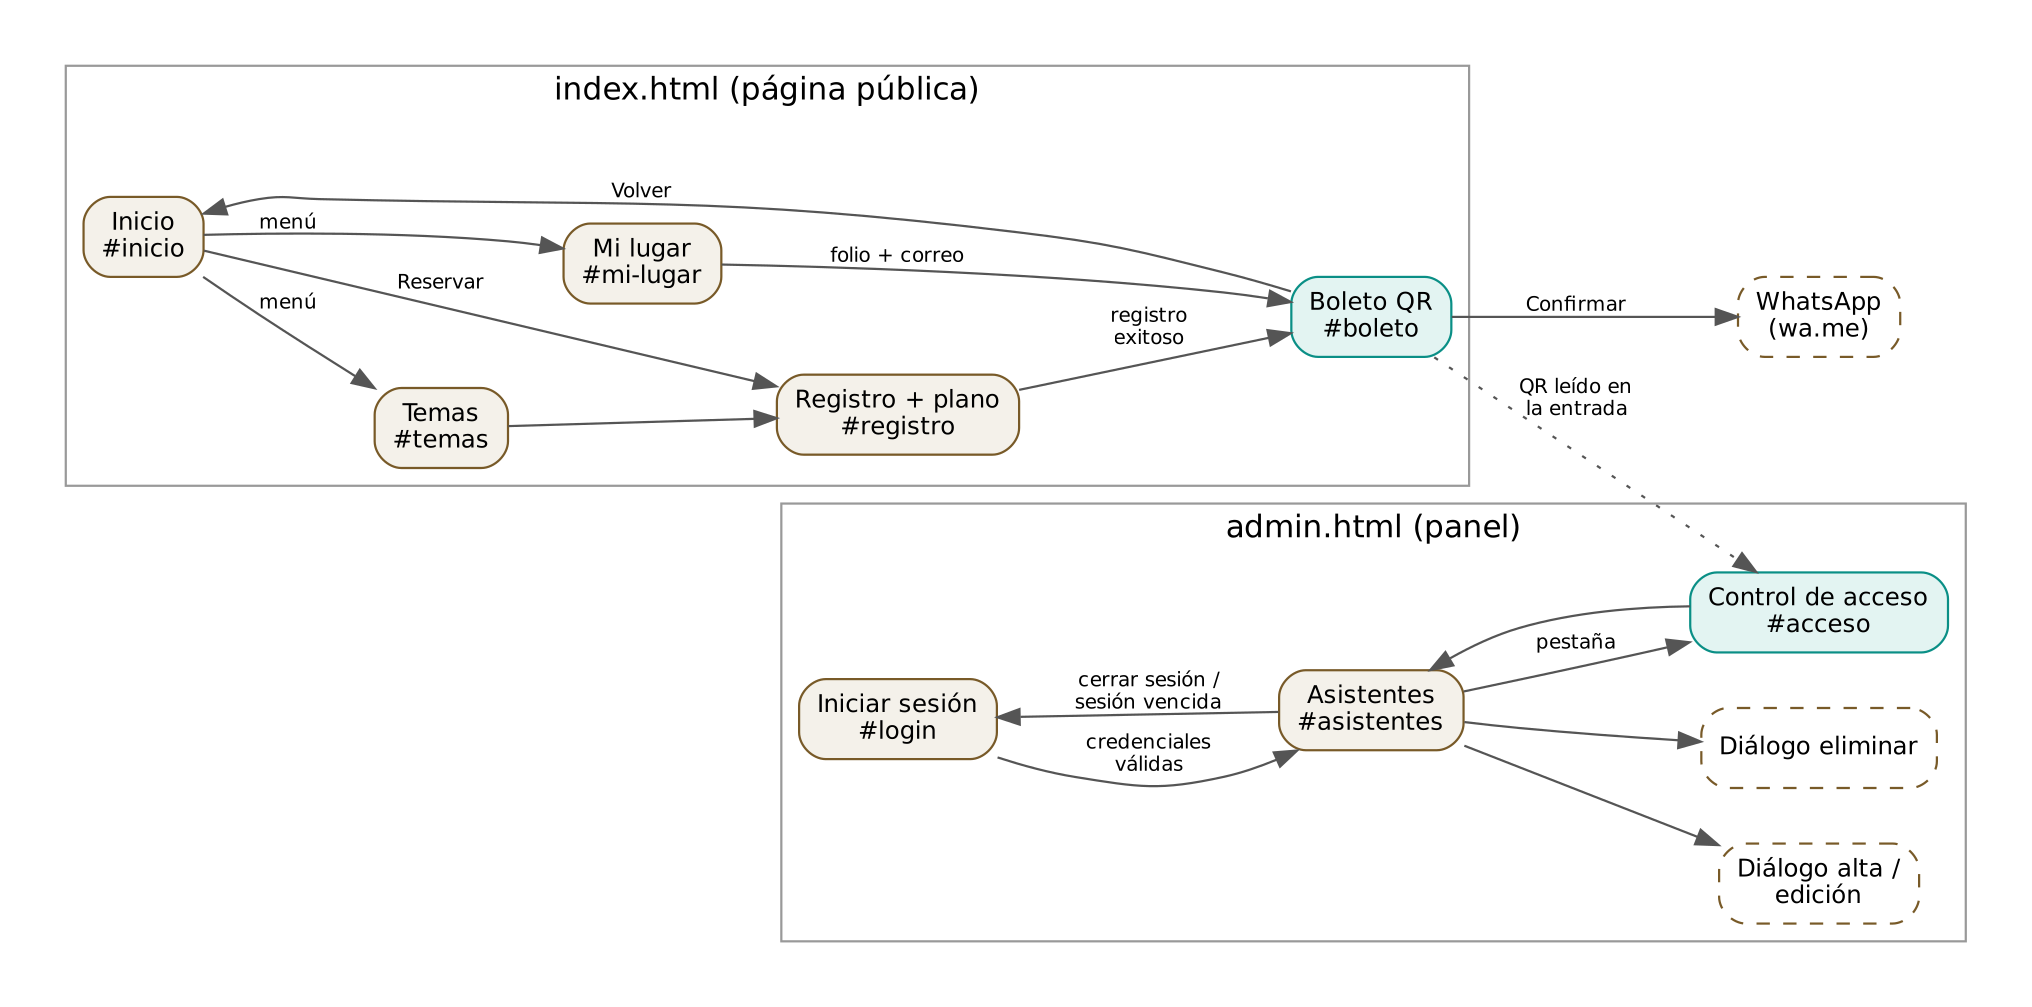 index.html (página pública)
Volver
Inicio
#inicio
menú
Mi lugar
#mi-lugar
folio + correo
Reservar
menú
Boleto QR
#boleto
Confirmar
WhatsApp
(wa.me)
registro
exitoso
Temas
#temas
Registro + plano
#registro
QR leído en
la entrada
admin.html (panel)
Control de acceso
#acceso
pestaña
cerrar sesión /
sesión vencida
Iniciar sesión
#login
Asistentes
#asistentes
credenciales
válidas
Diálogo eliminar
Diálogo alta /
edición